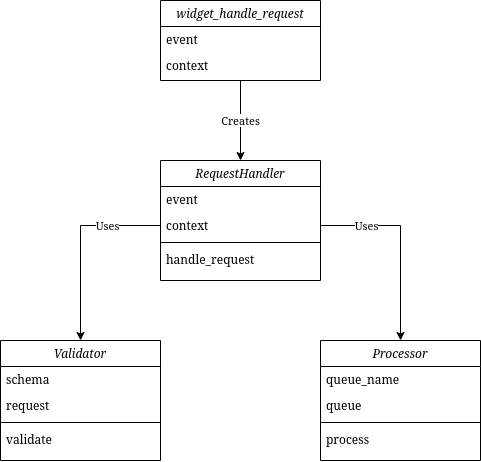 widget_handle_request
event
context
Creates
RequestHandler
event
context
handle_request
Uses
Uses
Validator
schema
request
validate
Processor
queue_name
queue
process